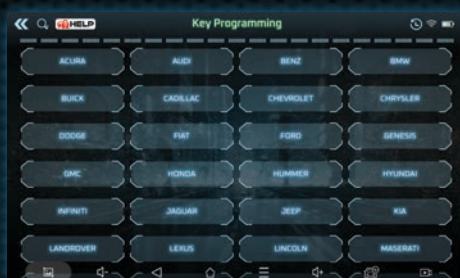 HELP Key Programming
ACURA AUDI BENZ BMW
BUICK CADILLAC CHEVROLET CHRYSLER
DODGE FIAT FORD GENESIS
GMC HONDA HUMMER HYUNDAI
INFINITI JAGUAR JEEP KIA
LANDROVER LEXUS LINCOLN MASERATI